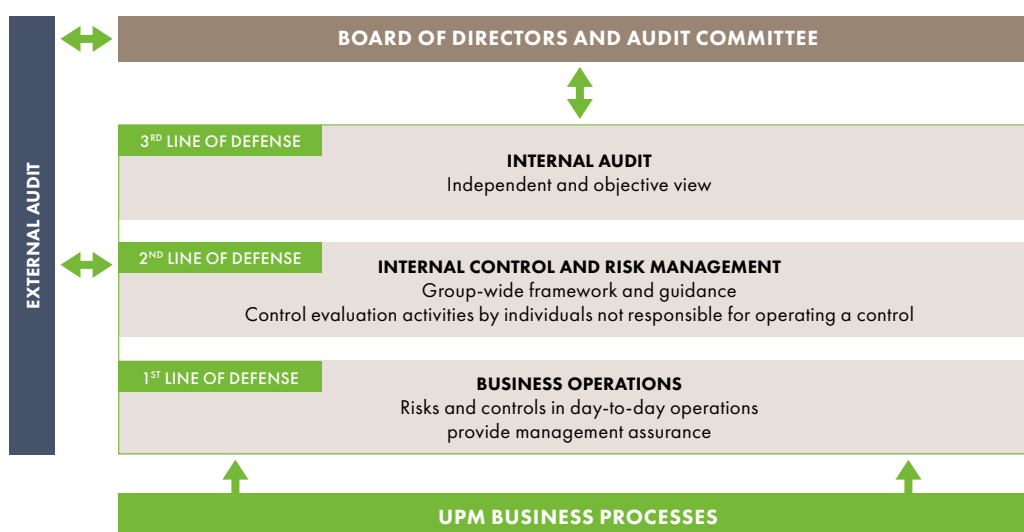 EXTERNAL AUDIT
BOARD OF DIRECTORS AND AUDIT COMMITTEE
3RD LINE OF DEFENSE
INTERNAL AUDIT
Independent and objective view
2ND LINE OF DEFENSE
INTERNAL CONTROL AND RISK MANAGEMENT
Group-wide framework and guidance
Control evaluation activities by individuals not responsible for operating a control
1ST LINE OF DEFENSE
BUSINESS OPERATIONS
Risks and controls in day-to-day operations
provide management assurance
UPM BUSINESS PROCESSES